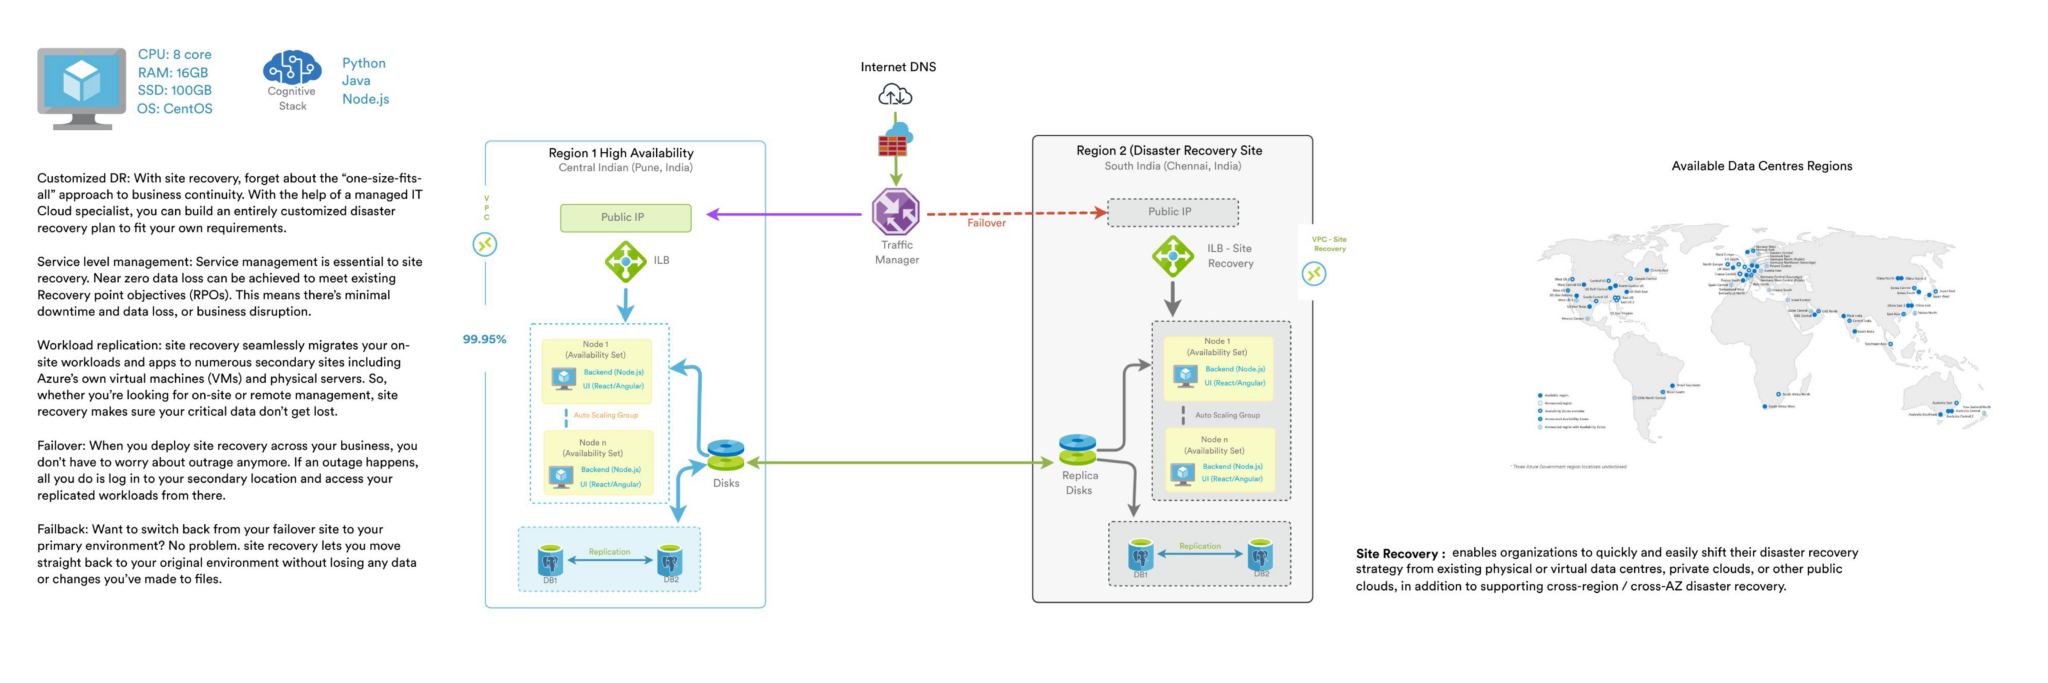 CPU: 8 core
RAM: 16GB
SSD: 100GB
OS: CentOS
Cognitive
Stack
Python
Java
Node.js
Customized DR: With site recovery, forget about the “one-size-fits-
all” approach to business continuity. With the help of a managed IT
Cloud specialist, you can build an entirely customized disaster
recovery plan to fit your own requirements.
Service level management: Service management is essential to site
recovery. Near zero data loss can be achieved to meet existing
Recovery point objectives (RPOs). This means there’s minimal
downtime and data loss, or business disruption.
Workload replication: site recovery seamlessly migrates your on-
site workloads and apps to numerous secondary sites including
Azure’s own virtual machines (VMs) and physical servers. So,
whether you’re looking for on-site or remote management, site
recovery makes sure your critical data don’t get lost.
Failover: When you deploy site recovery across your business, you
don’t have to worry about outrage anymore. If an outage happens,
all you do is log in to your secondary location and access your
replicated workloads from there.
Failback: Want to switch back from your failover site to your
primary environment? No problem. site recovery lets you move
straight back to your original environment without losing any data
or changes you’ve made to files.
Internet DNS
Traffic
Manager
Failover
Region 1 High Availability
Central Indian (Pune, India)
V
P
C
99.95%
Public IP
ILB
Node 1
(Availability Set)
Backend (Node.js)
UI (React/Angular)
Auto Scaling Group
Node n
(Availability Set)
Backend (Node.js)
UI (React/Angular)
Disks
Replication
DB1
DB2
Region 2 (Disaster Recovery Site
South India (Chennai, India)
Public IP
ILB - Site
Recovery
VPC - Site
Recovery
Node 1
(Availability Set)
Backend (Node.js)
UI (React/Angular)
Auto Scaling Group
Node n
(Availability Set)
Backend (Node.js)
UI (React/Angular)
Replica
Disks
Replication
DB1
DB2
Available Data Centres Regions
* Three Azure Government region locations undisclosed
Site Recovery : enables organizations to quickly and easily shift their disaster recovery
strategy from existing physical or virtual data centres, private clouds, or other public
clouds, in addition to supporting cross-region / cross-AZ disaster recovery.